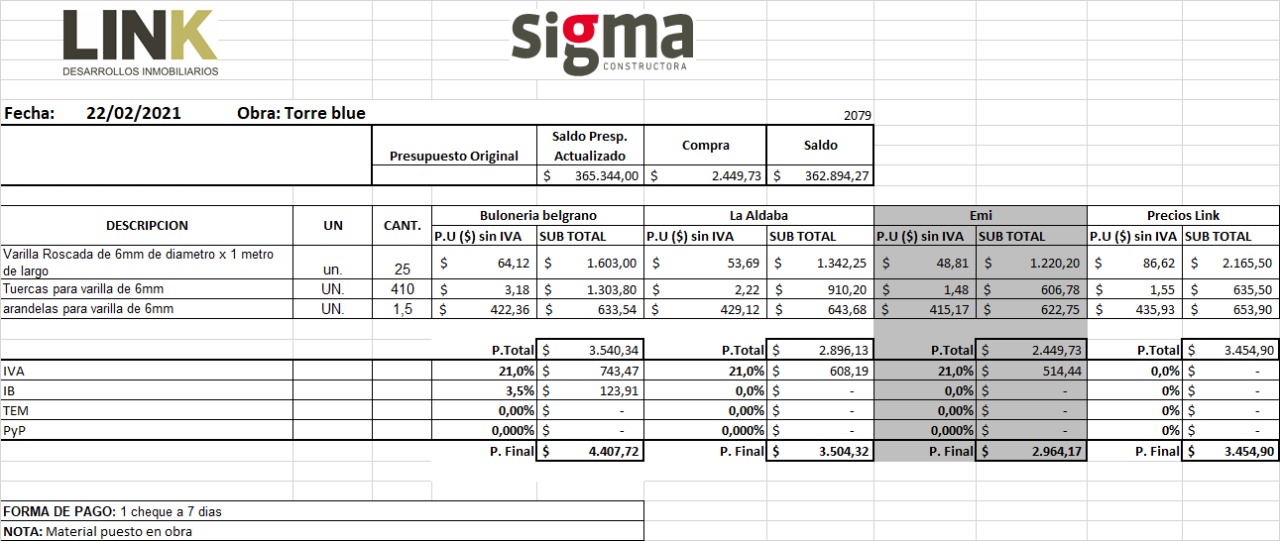 LINK
DESARROLLOS INMOBILIARIOS
sigma
CONSTRUCTORA
Fecha: 22/02/2021 Obra: Torre blue 2079
Presupuesto Original Saldo Presp. Actualizado Compra Saldo
$ 365.344,00 $ 2.449,73 $ 362.894,27
DESCRIPCION UN CANT. Buloneria belgrano La Aldaba Emi Precios Link
P.U ($) sin IVA SUB TOTAL P.U ($) sin IVA SUB TOTAL P.U ($) sin IVA SUB TOTAL P.U ($) sin IVA SUB TOTAL
Varilla Roscada de 6mm de diametro x 1 metro
de largo un. 25 $ 64,12 $ 1.603,00 $ 53,69 $ 1.342,25 $ 48,81 $ 1.220,20 $ 86,62 $ 2.165,50
Tuercas para varilla de 6mm UN. 410 $ 3,18 $ 1.303,80 $ 2,22 $ 910,20 $ 1,48 $ 606,78 $ 1,55 $ 635,50
arandelas para varilla de 6mm UN. 1,5 $ 422,36 $ 633,54 $ 429,12 $ 643,68 $ 415,17 $ 622,75 $ 435,93 $ 653,90
P.Total $ 3.540,34 P.Total $ 2.896,13 P.Total $ 2.449,73 P.Total $ 3.454,90
IVA 21,0% $ 743,47 21,0% $ 608,19 21,0% $ 514,44 0,0% $ -
IB 3,5% $ 123,91 0,0% $ - 0,0% $ - 0% $ -
TEM 0,00% $ - 0,00% $ - 0,00% $ - 0% $ -
PyP 0,000% $ - 0,000% $ - 0,000% $ - 0% $ -
P. Final $ 4.407,72 P. Final $ 3.504,32 P. Final $ 2.964,17 P. Final $ 3.454,90
FORMA DE PAGO: 1 cheque a 7 dias
NOTA: Material puesto en obra